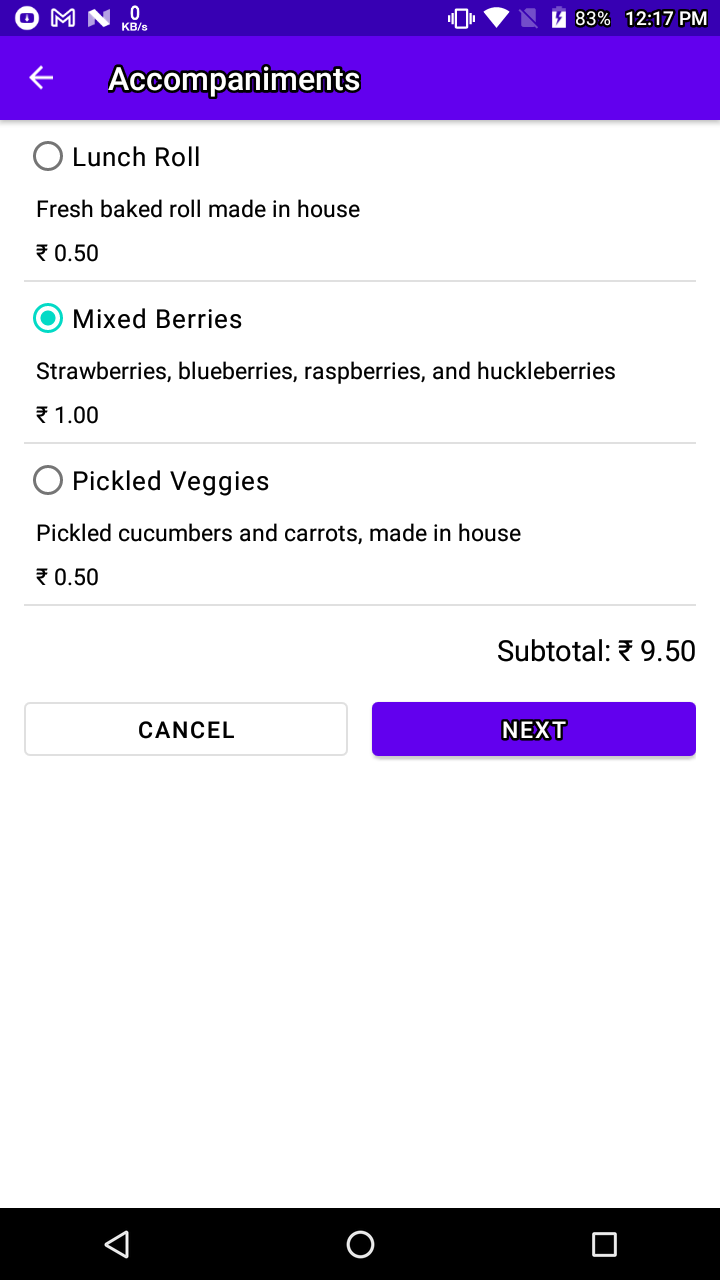 0
KB/s
83% 12:17 PM
Accompaniments
Lunch Roll
Fresh baked roll made in house
₹ 0.50
Mixed Berries
Strawberries, blueberries, raspberries, and huckleberries
₹ 1.00
Pickled Veggies
Pickled cucumbers and carrots, made in house
₹ 0.50
Subtotal: ₹ 9.50
CANCEL
NEXT